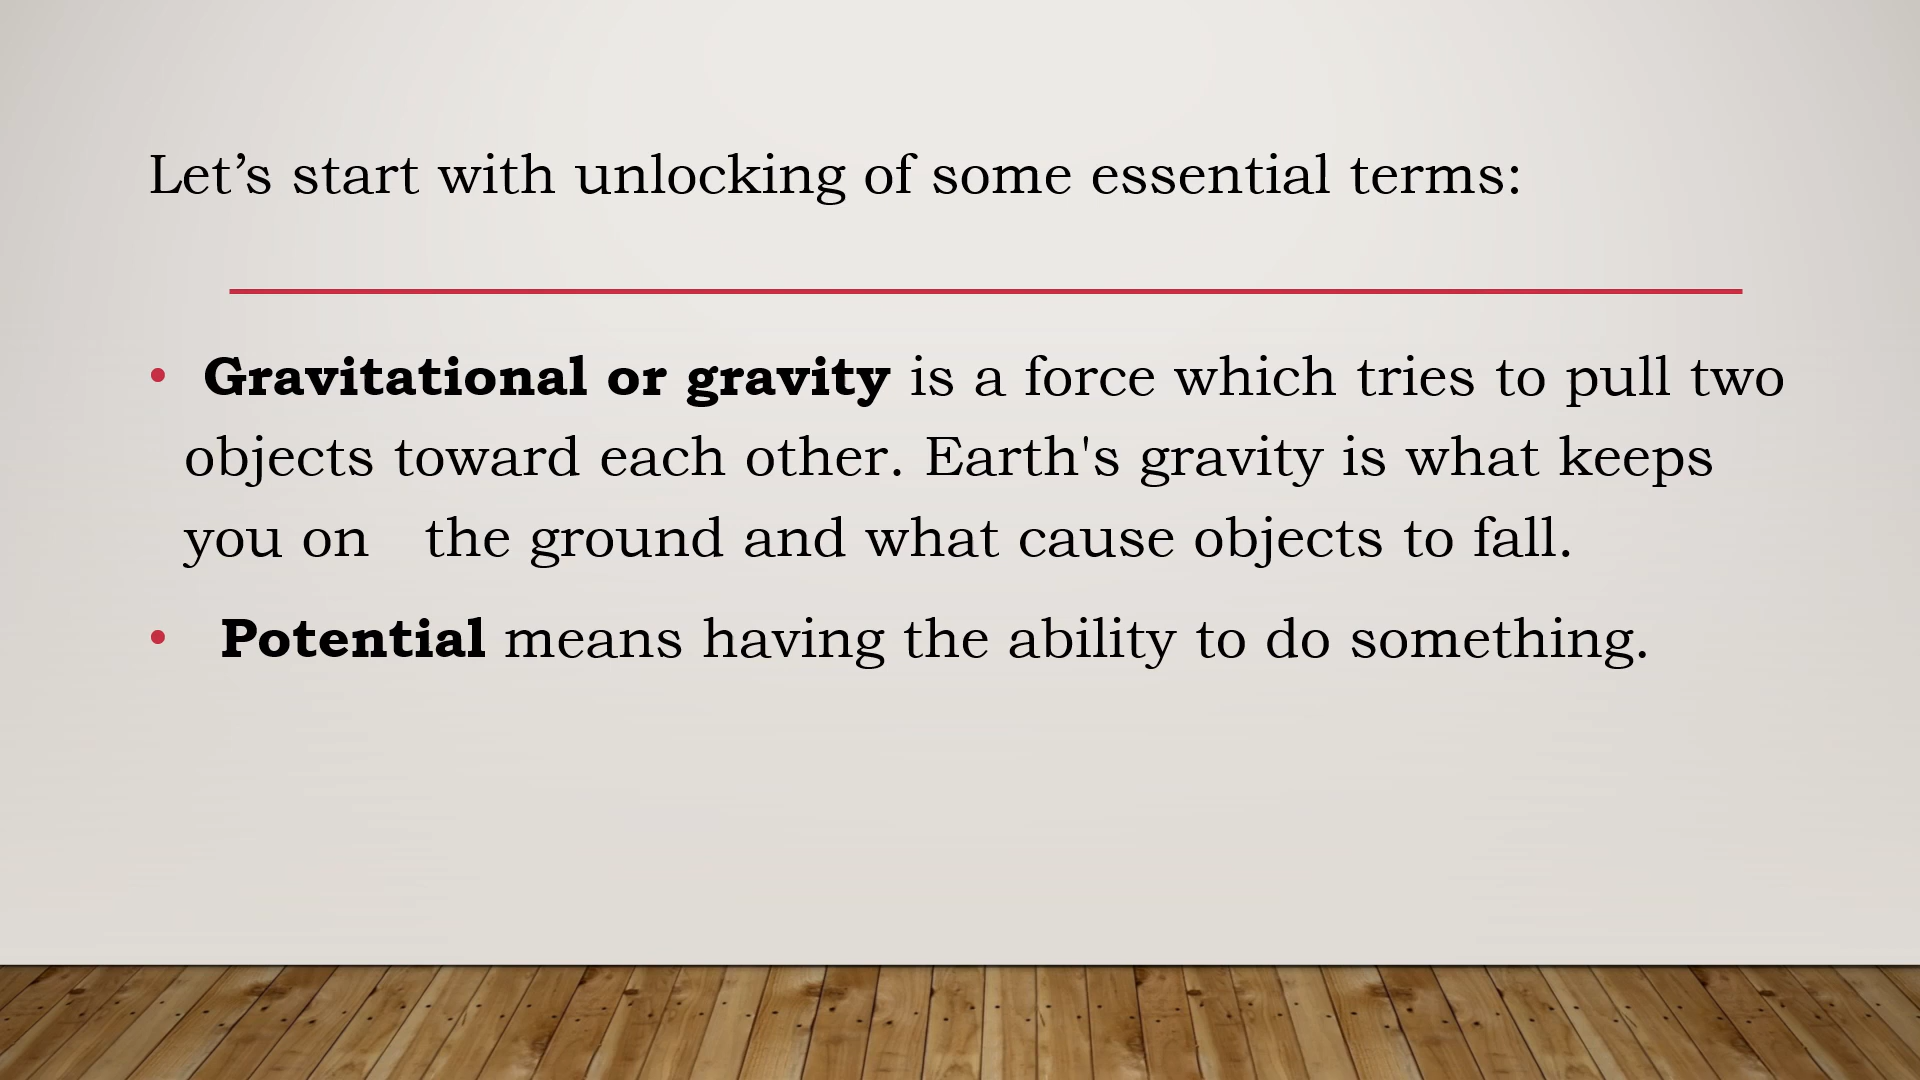 Let’s start with unlocking of some essential terms:
• Gravitational or gravity is a force which tries to pull two
objects toward each other. Earth's gravity is what keeps
you on   the ground and what cause objects to fall.
• Potential means having the ability to do something.